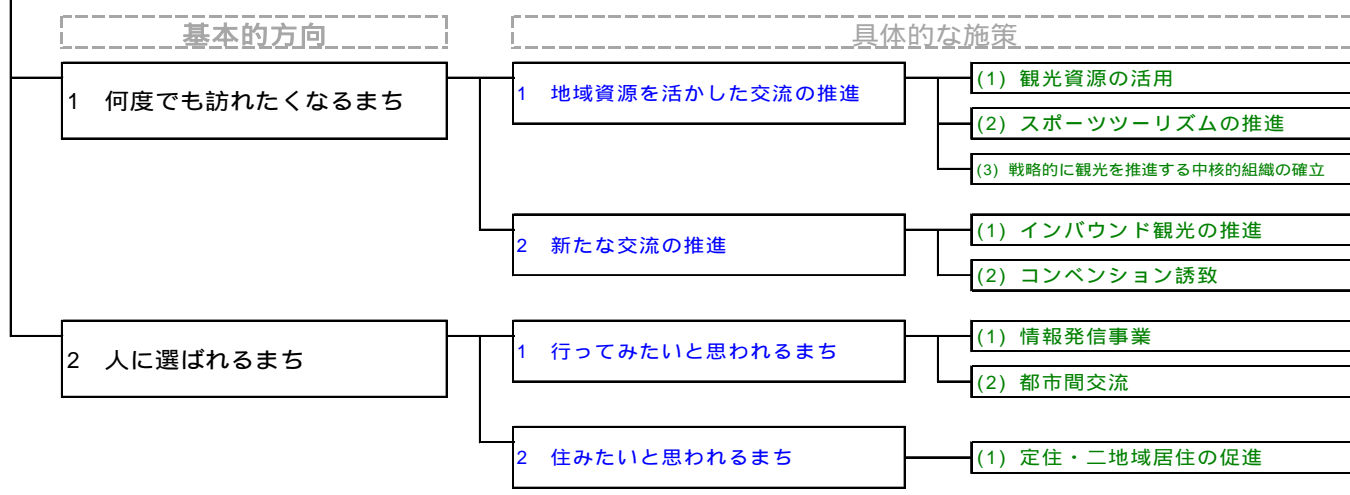 基本的方向
具体的な施策
1 何度でも訪れたくなるまち
1 地域資源を活かした交流の推進
(1) 観光資源の活用
(2) スポーツツーリズムの推進
(3) 戦略的に観光を推進する中核的組織の確立
2 新たな交流の推進
(1) インバウンド観光の推進
(2) コンベンション誘致
2 人に選ばれるまち
1 行ってみたいと思われるまち
(1) 情報発信事業
(2) 都市間交流
2 住みたいと思われるまち
(1) 定住・二地域居住の促進